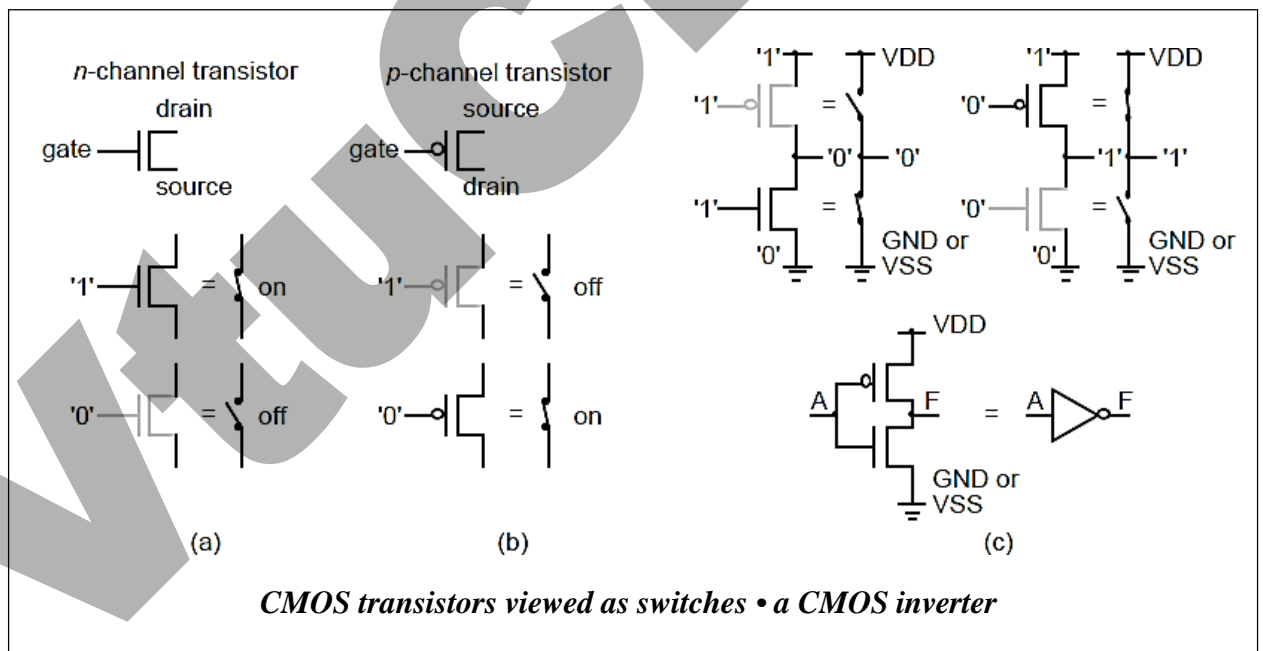 n-channel transistor
drain
gate
source
'1' = on
'0' = off
(a)
p-channel transistor
source
gate
drain
'1' = off
'0' = on
(b)
'1' VDD
'1' =
'0' '0'
'1' =
'0' GND or
VSS
'1' VDD
'0' =
'1' '1'
'0' =
'0' GND or
VSS
VDD
A F = A F
GND or
VSS
(c)
CMOS transistors viewed as switches • a CMOS inverter